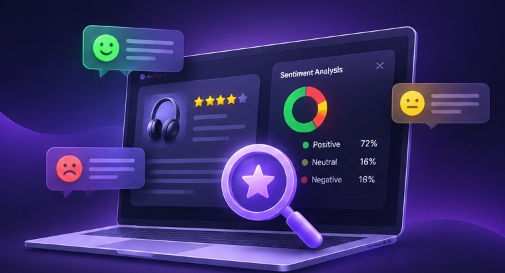 Sentiment Analysis
Positive 72%
Neutral 16%
Negative 16%